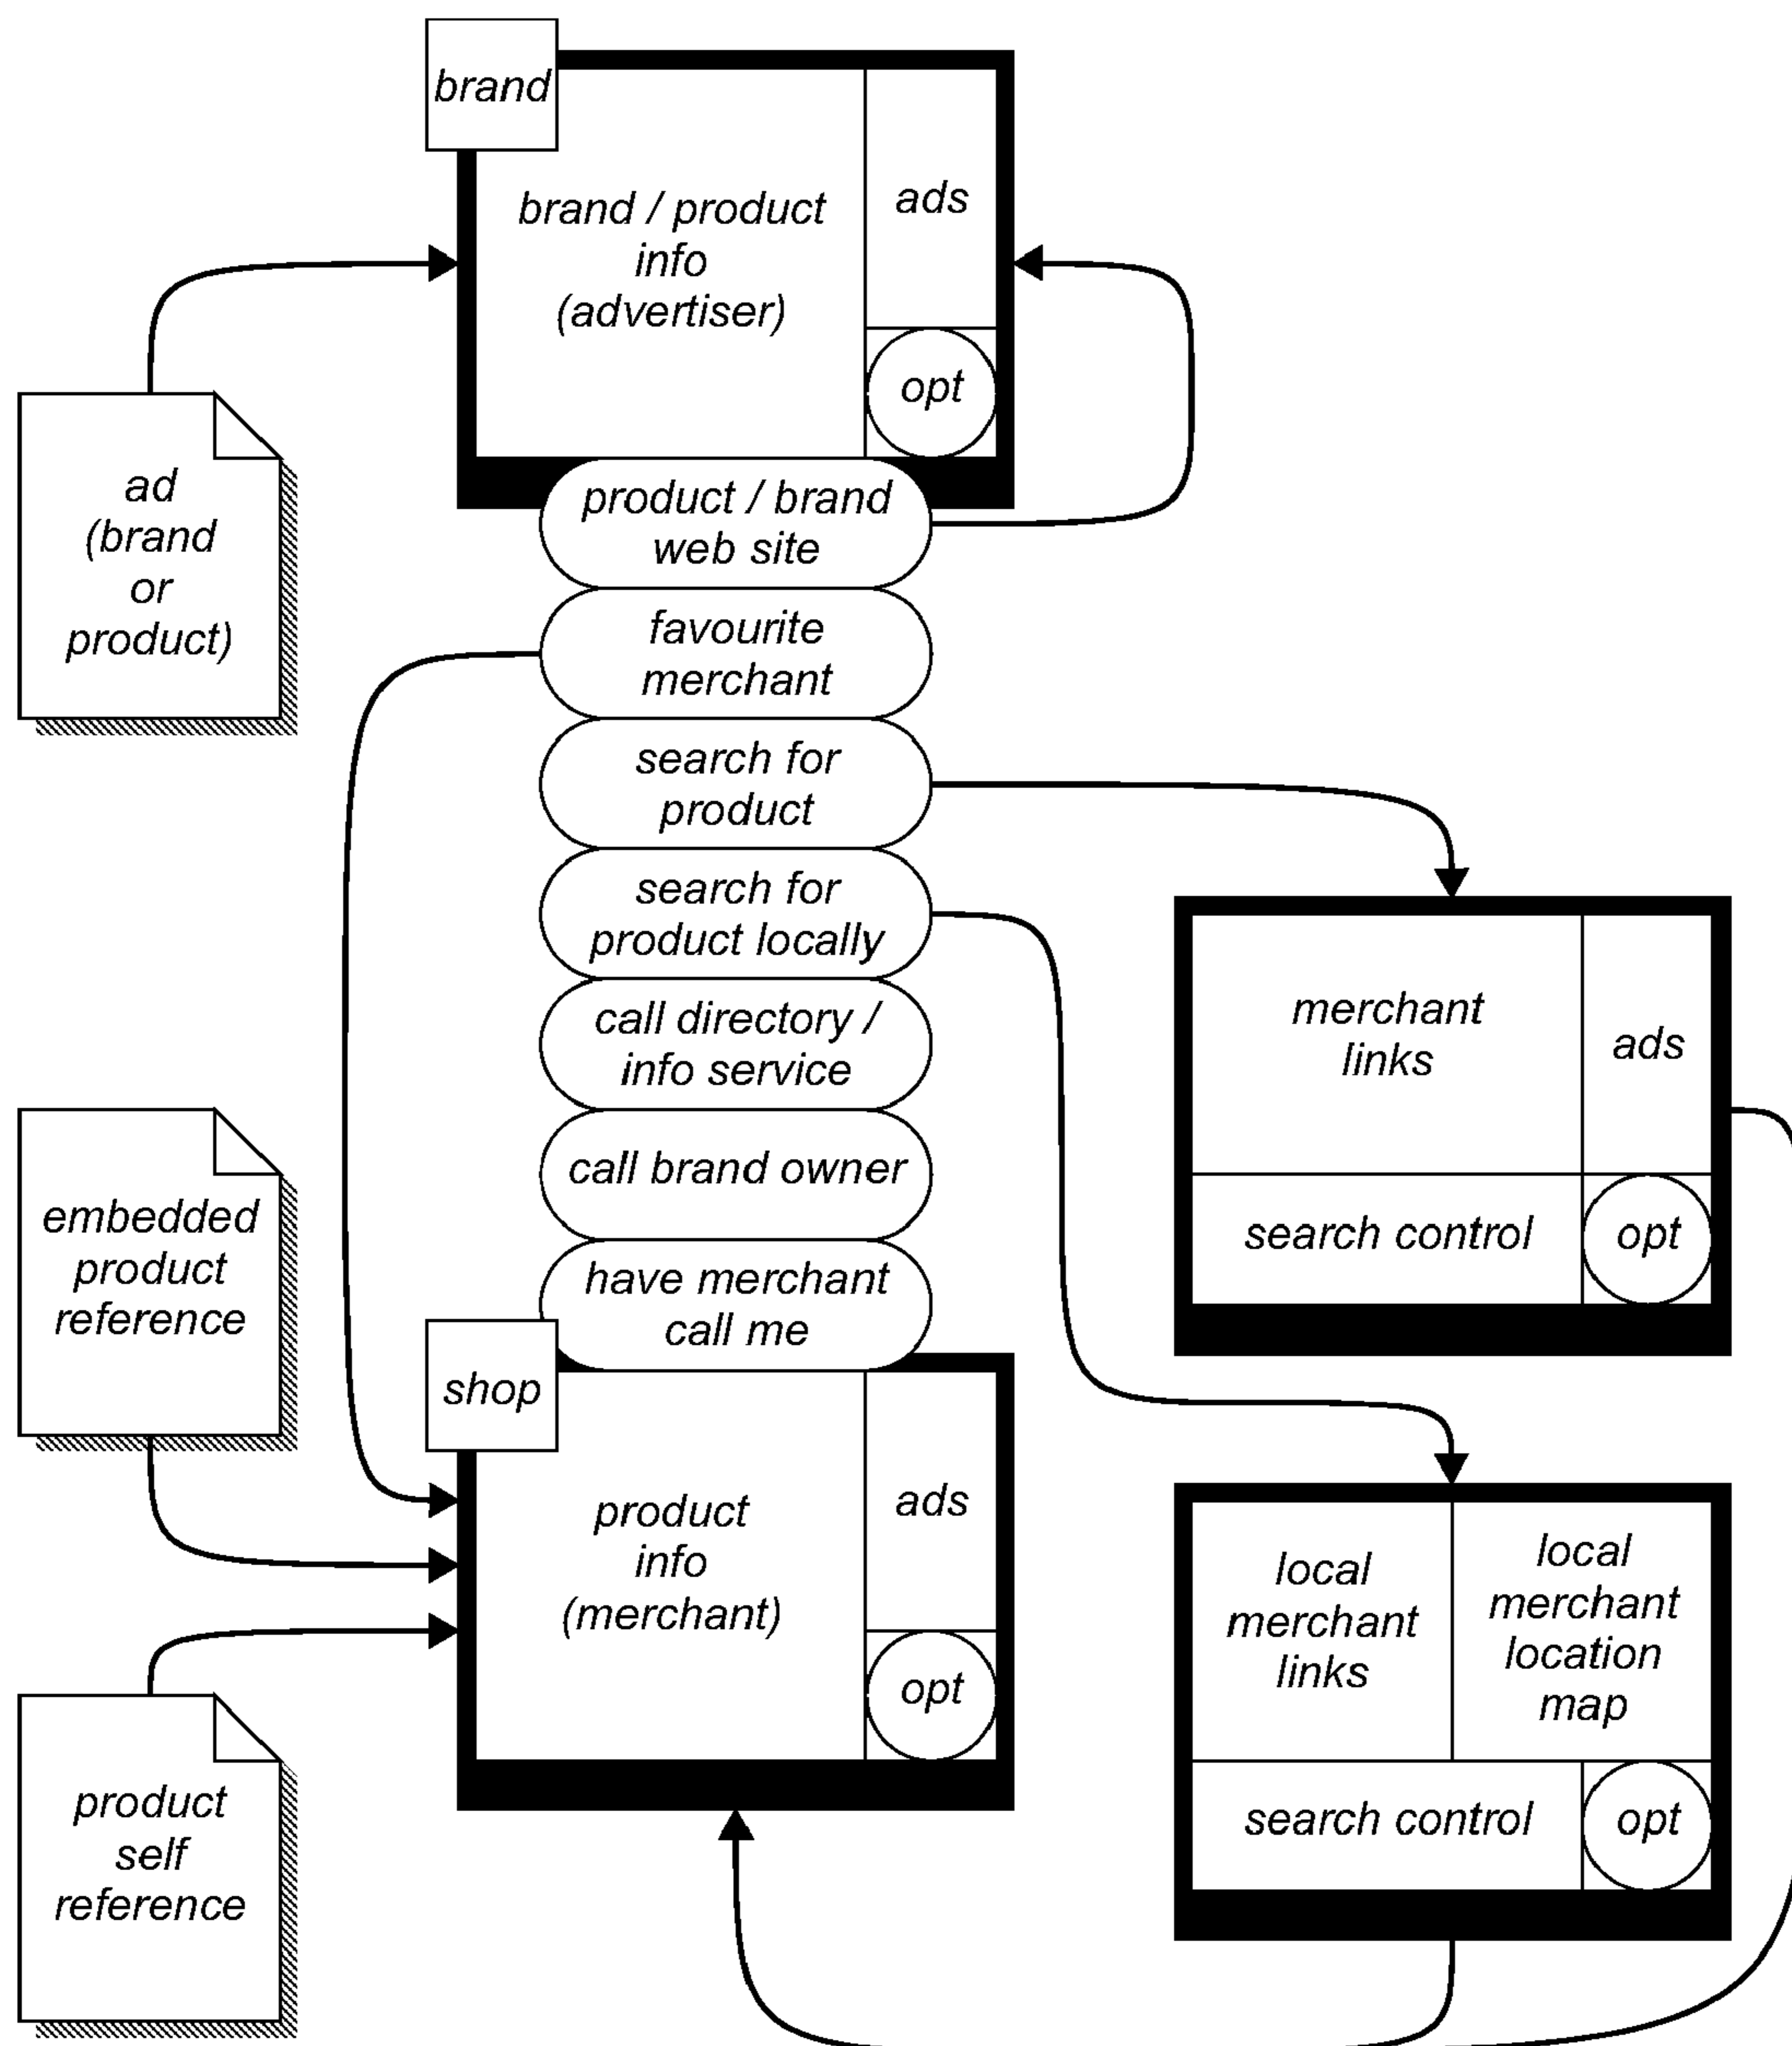 brand
brand / product
info
(advertiser)
ads
opt
ad
(brand
or
product)
product / brand
web site
favourite
merchant
search for
product
search for
product locally
call directory /
info service
call brand owner
have merchant
call me
merchant
links
ads
search control
opt
embedded
product
reference
shop
product
info
(merchant)
ads
opt
local
merchant
links
local
merchant
location
map
search control
opt
product
self
reference